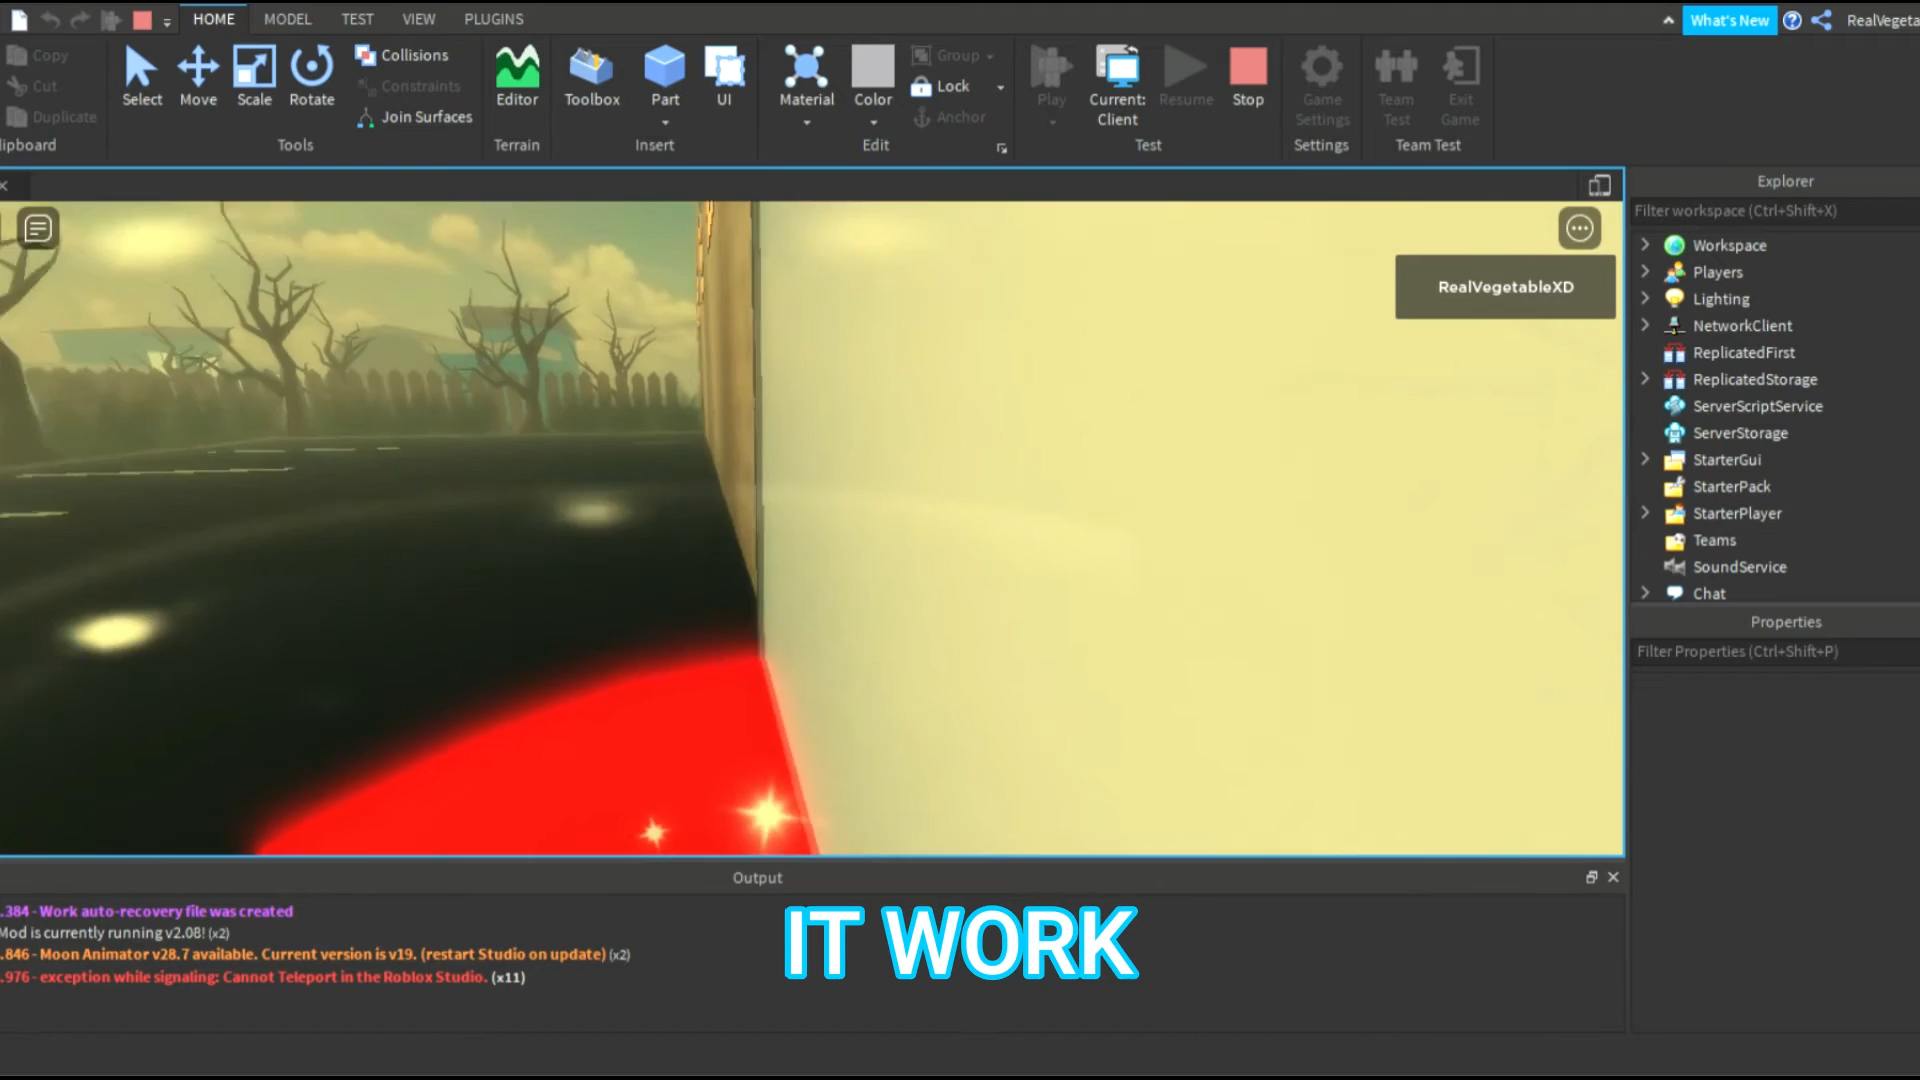 HOME MODEL TEST VIEW PLUGINS
What's New
RealVegeta
Copy
Cut
Duplicate
lipboard
Select Move Scale Rotate
Collisions
Constraints
Join Surfaces
Tools
Editor
Terrain
Toolbox Part UI
Insert
Material Color
Group
Lock
Anchor
Edit
Play
Current:
Client
Resume Stop
Test
Game
Settings
Settings
Team
Test
Exit
Game
Team Test
Explorer
Filter workspace (Ctrl+Shift+X)
RealVegetableXD
Workspace
Players
Lighting
NetworkClient
ReplicatedFirst
ReplicatedStorage
ServerScriptService
ServerStorage
StarterGui
StarterPack
StarterPlayer
Teams
SoundService
Chat
Properties
Filter Properties (Ctrl+Shift+P)
Output
.384 - Work auto-recovery file was created
Mod is currently running v2.08! (x2)
.846 - Moon Animator v28.7 available. Current version is v19. (restart Studio on update) (x2)
.976 - exception while signaling: Cannot Teleport in the Roblox Studio. (x11)
IT WORK